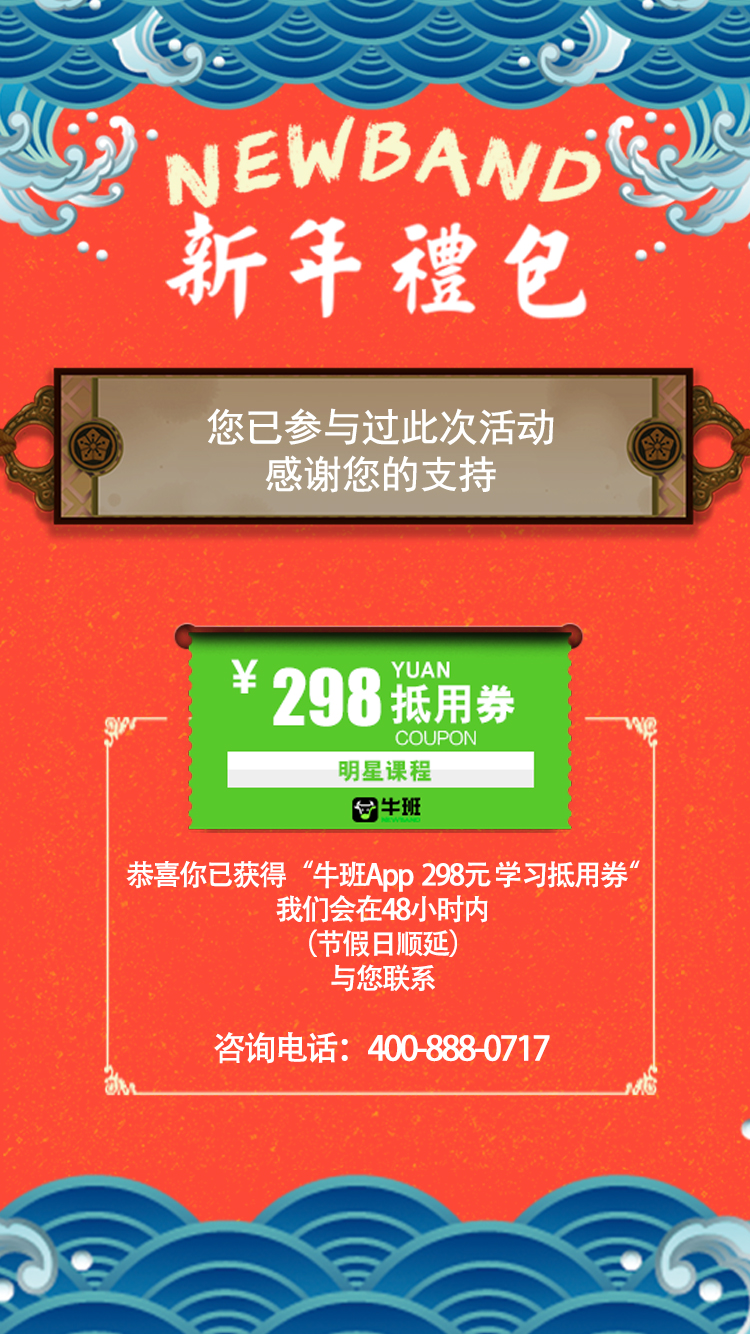 NEWBAND
新年禮包
您已参与过此次活动
感谢您的支持
¥ 298 YUAN
抵用券
COUPON
明星课程
牛班
NEWBAND
恭喜你已获得“牛班App 298元 学习抵用券“
我们会在48小时内
（节假日顺延）
与您联系
咨询电话：400-888-0717